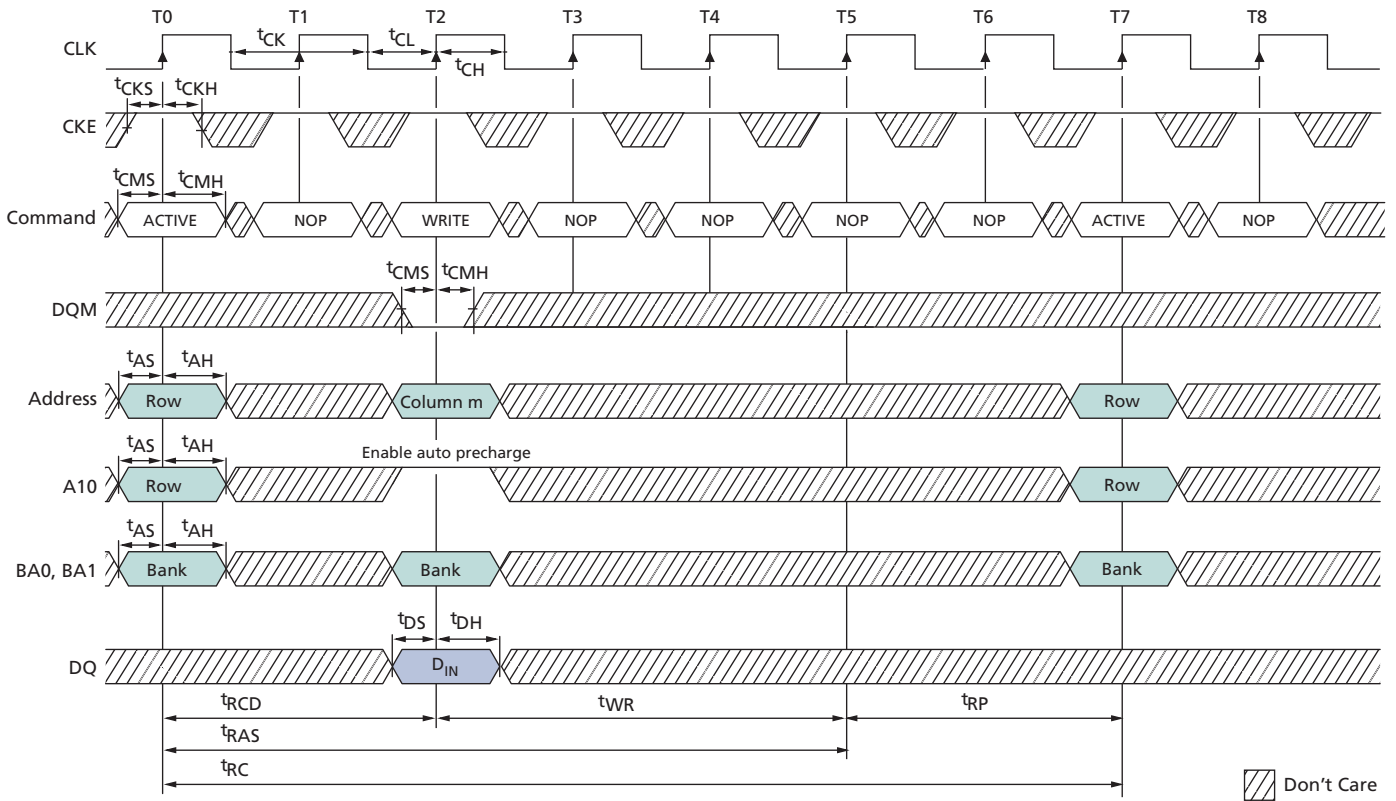 T0 T1 T2 T3 T4 T5 T6 T7 T8
CLK
tCK tCL
tCH
tCKS tCKH
CKE
tCMS tCMH
Command ACTIVE NOP WRITE NOP NOP NOP NOP ACTIVE NOP
tCMS tCMH
DQM
tAS tAH
Address Row Column m Row
tAS tAH
Enable auto precharge
A10 Row Row
tAS tAH
BA0, BA1 Bank Bank Bank
tDS tDH
DQ DIN
tRCD tWR tRP
tRAS
tRC
Don't Care